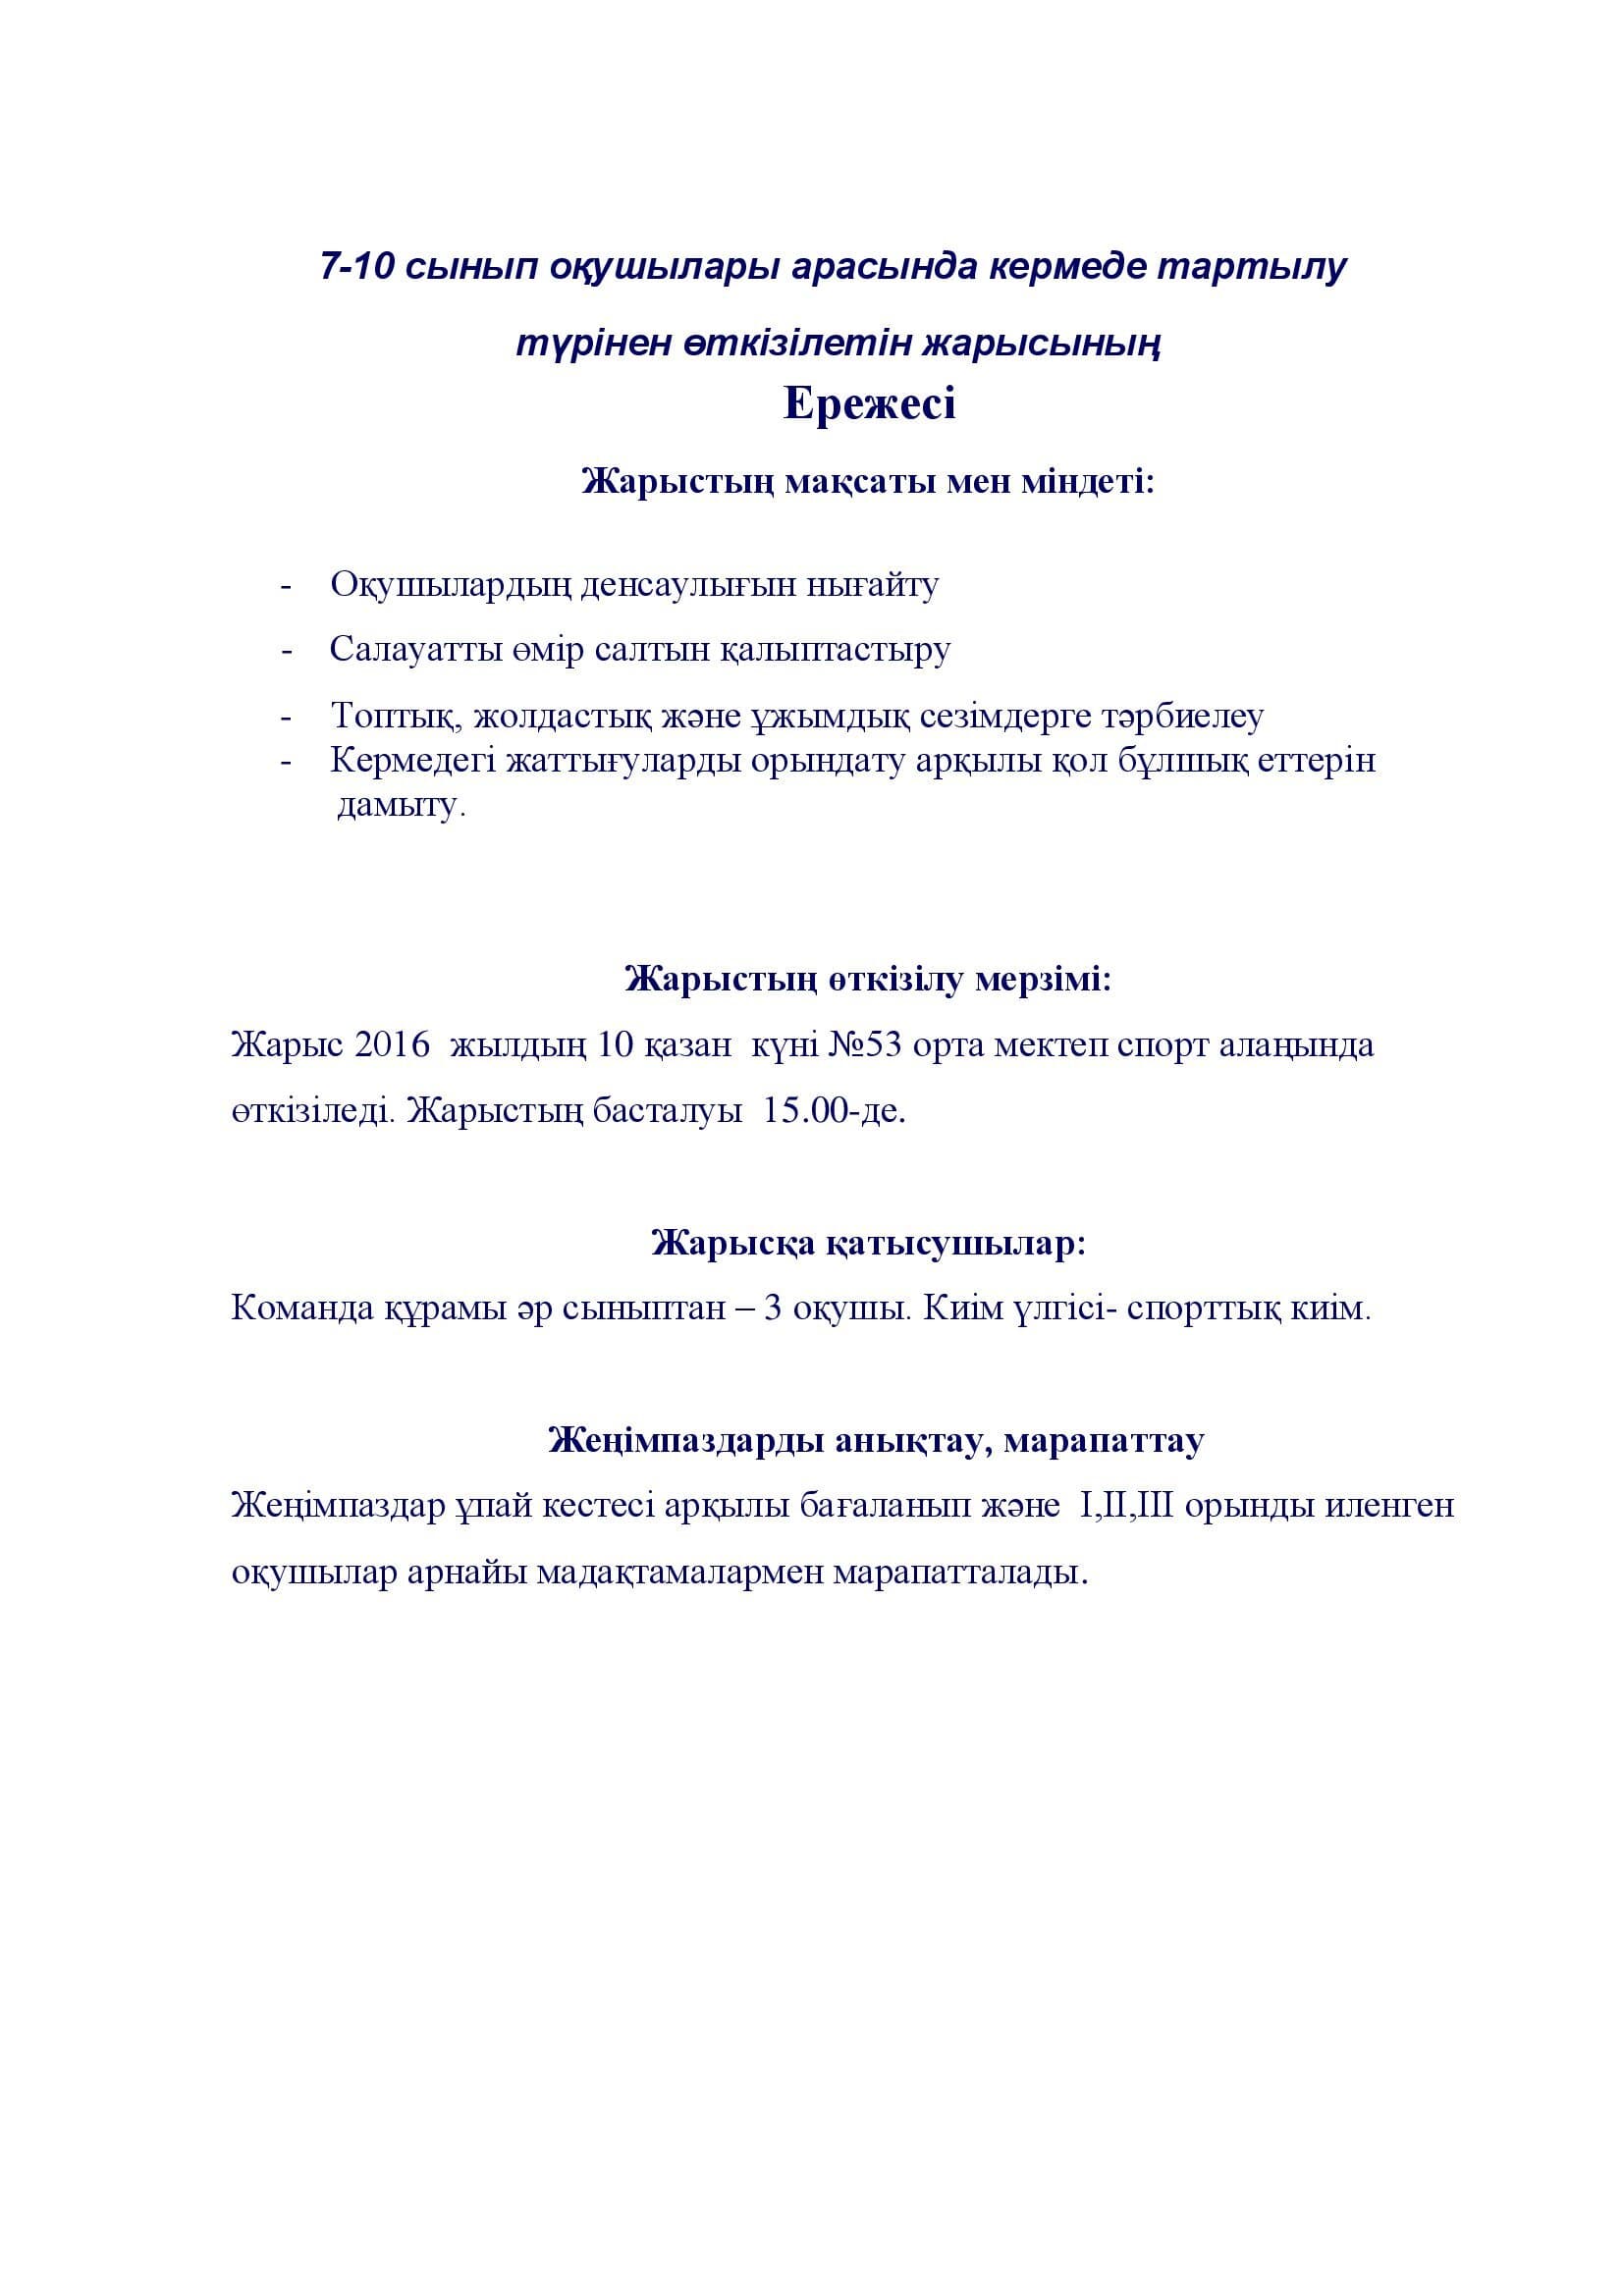 7-10 сынып оқушылары арасында кермеде тартылу
түрінен өткізілетін жарысының
Ережесі
Жарыстың мақсаты мен міндеті:
- Оқушылардың денсаулығын нығайту
- Салауатты өмір салтын қалыптастыру
- Топтық, жолдастық және ұжымдық сезімдерге тәрбиелеу
- Кермедегі жаттығуларды орындату арқылы қол бұлшық еттерін
дамыту.
Жарыстың өткізілу мерзімі:
Жарыс 2016 жылдың 10 қазан күні №53 орта мектеп спорт алаңында
өткізіледі. Жарыстың басталуы 15.00-де.
Жарысқа қатысушылар:
Команда құрамы әр сыныптан – 3 оқушы. Киім үлгісі- спорттық киім.
Жеңімпаздарды анықтау, марапаттау
Жеңімпаздар ұпай кестесі арқылы бағаланып және I,II,III орынды иленген
оқушылар арнайы мадақтамалармен марапатталады.